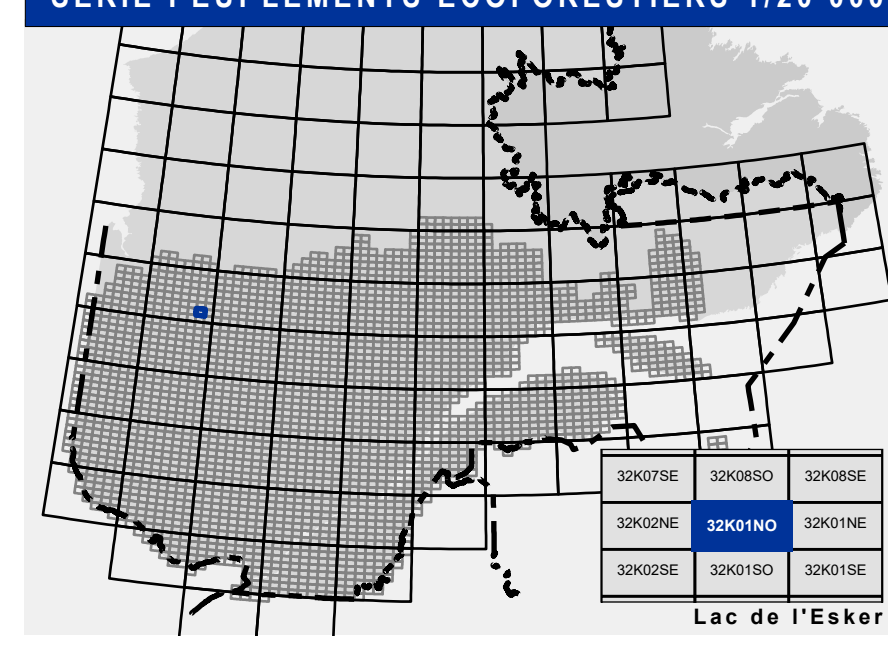 SÉRIE PEUPLEMENTS ÉCOFORESTIERS 1/20 000
32K07SE 32K08SO 32K08SE
32K02NE 32K01NO 32K01NE
32K02SE 32K01SO 32K01SE
Lac de l'Esker